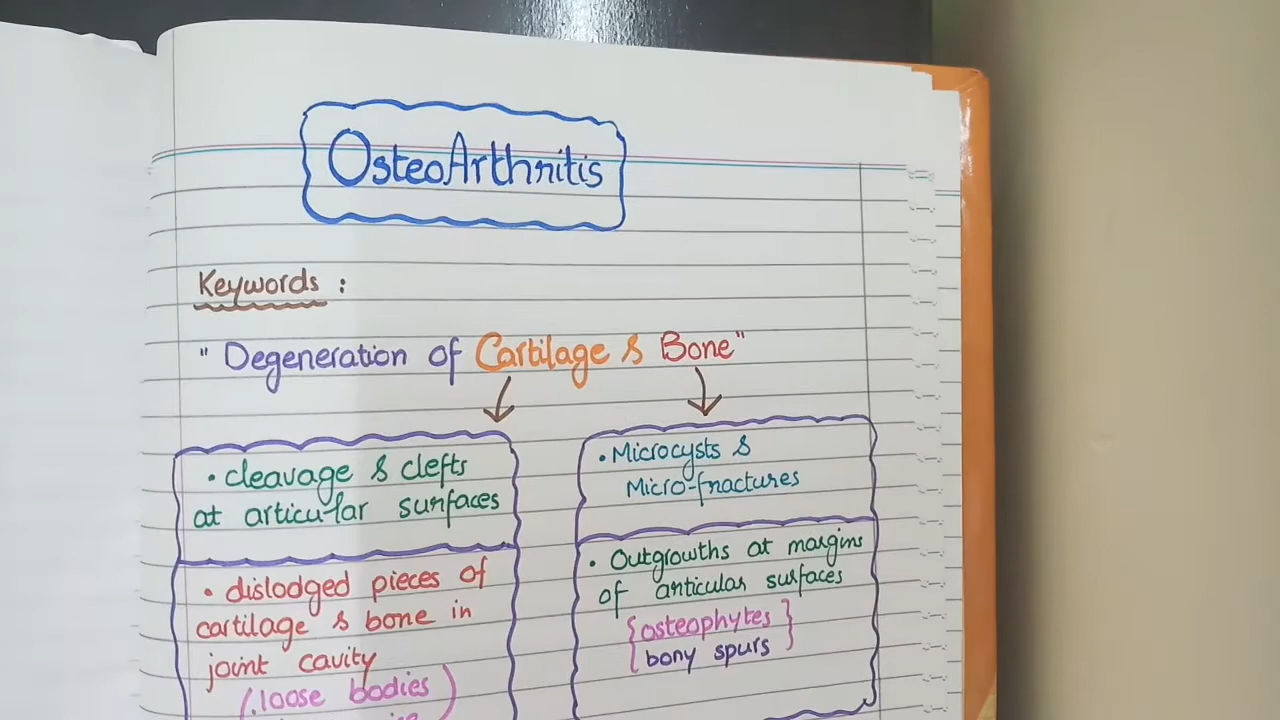 OsteoArthritis
Keywords :
" Degeneration of Cartilage & Bone"
• cleavage & clefts
at articular surfaces
• dislodged pieces of
cartilage & bone in
joint cavity
(loose bodies
• Microcysts &
Micro-fractures
• Outgrowths at margins
of articular surfaces
{osteophytes}
{bony spurs}